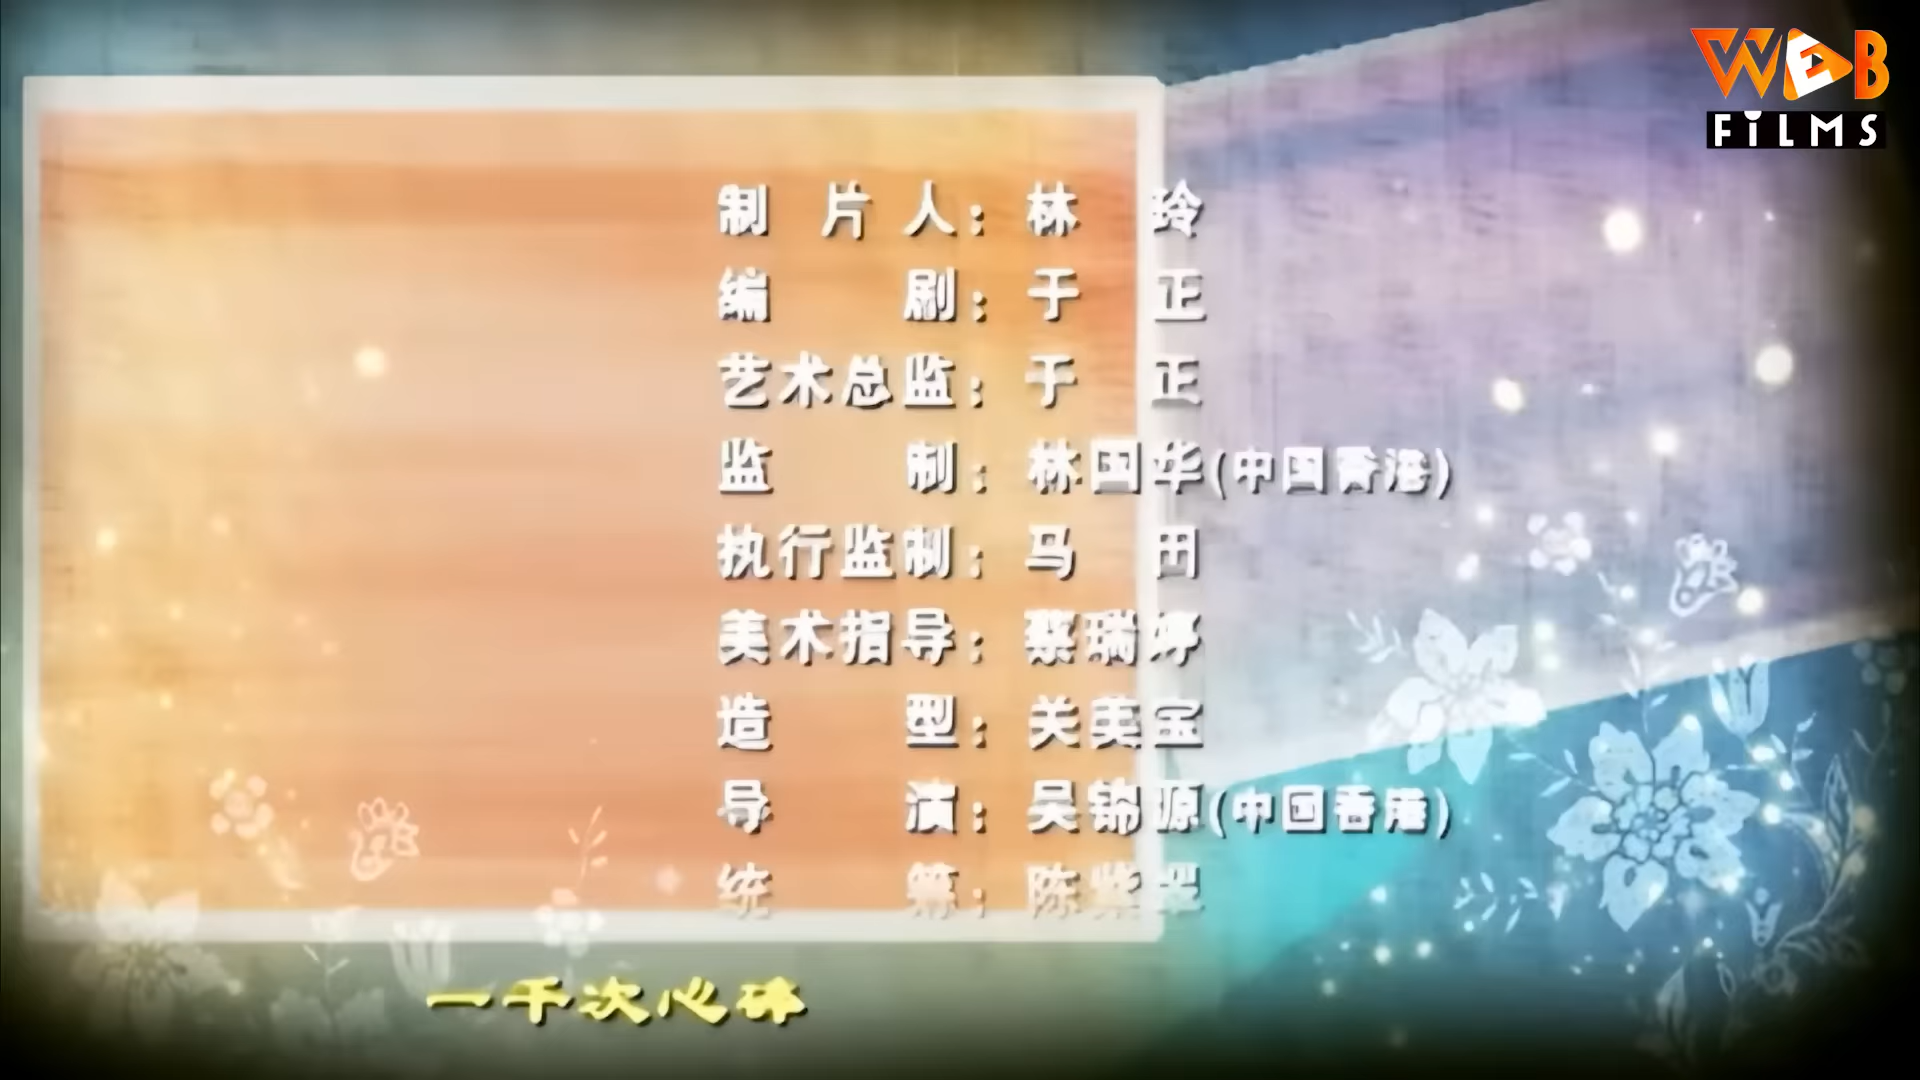 WEB
FiLMS
制片人：林玲
编剧：于正
艺术总监：于正
监制：林国华(中国香港)
执行监制：马田
美术指导：蔡瑞婷
造型：关美宝
导演：吴锦源(中国香港)
统筹：陈紫翠
一千次心碎